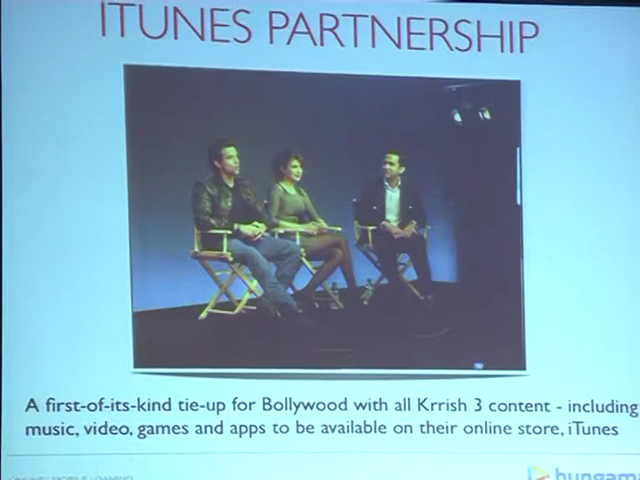 ITUNES PARTNERSHIP
A first-of-its-kind tie-up for Bollywood with all Krrish 3 content - including
music, video, games and apps to be available on their online store, iTunes
hungama